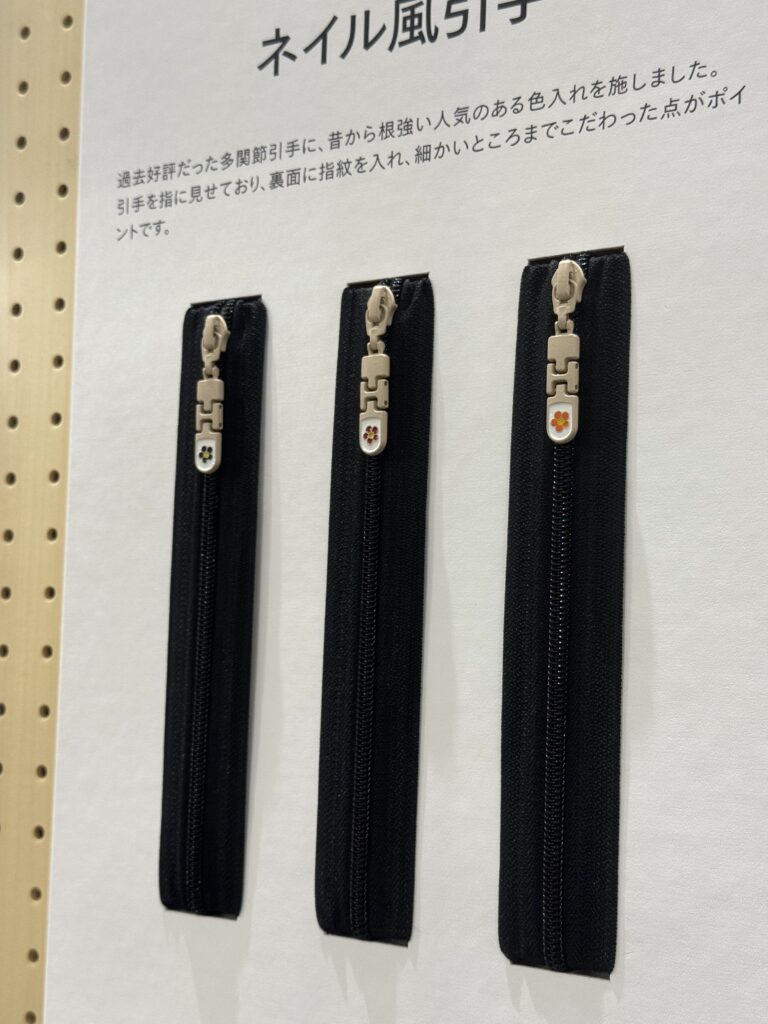 ネイル風引手
過去好評だった多関節引手に、昔から根強い人気のある色入れを施しました。
引手を指に見せており、裏面に指紋を入れ、細かいところまでこだわった点がポイ
ントです。